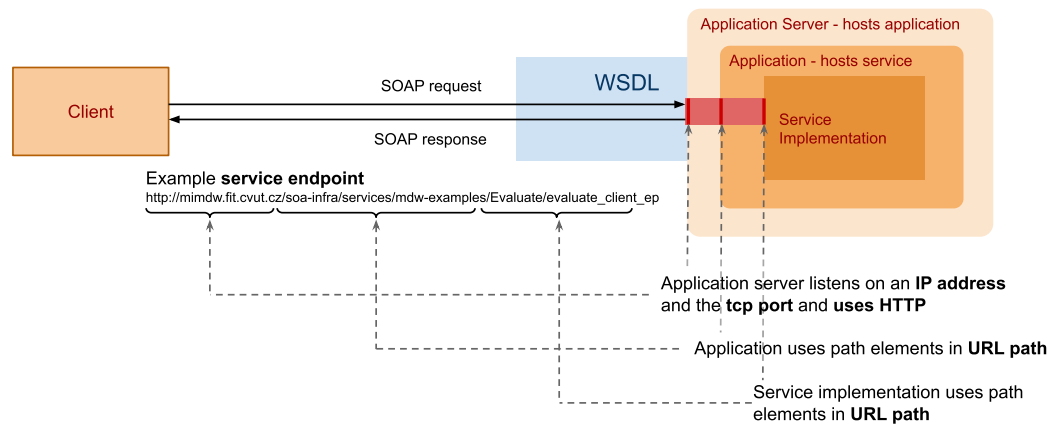 Application Server - hosts application
Application - hosts service
WSDL
SOAP request
Client
Service
Implementation
SOAP response
Example service endpoint
http://mimdw.fit.cvut.cz/soa-infra/services/mdw-examples/Evaluate/evaluate_client_ep
Application server listens on an IP address
and the tcp port and uses HTTP
Application uses path elements in URL path
Service implementation uses path
elements in URL path